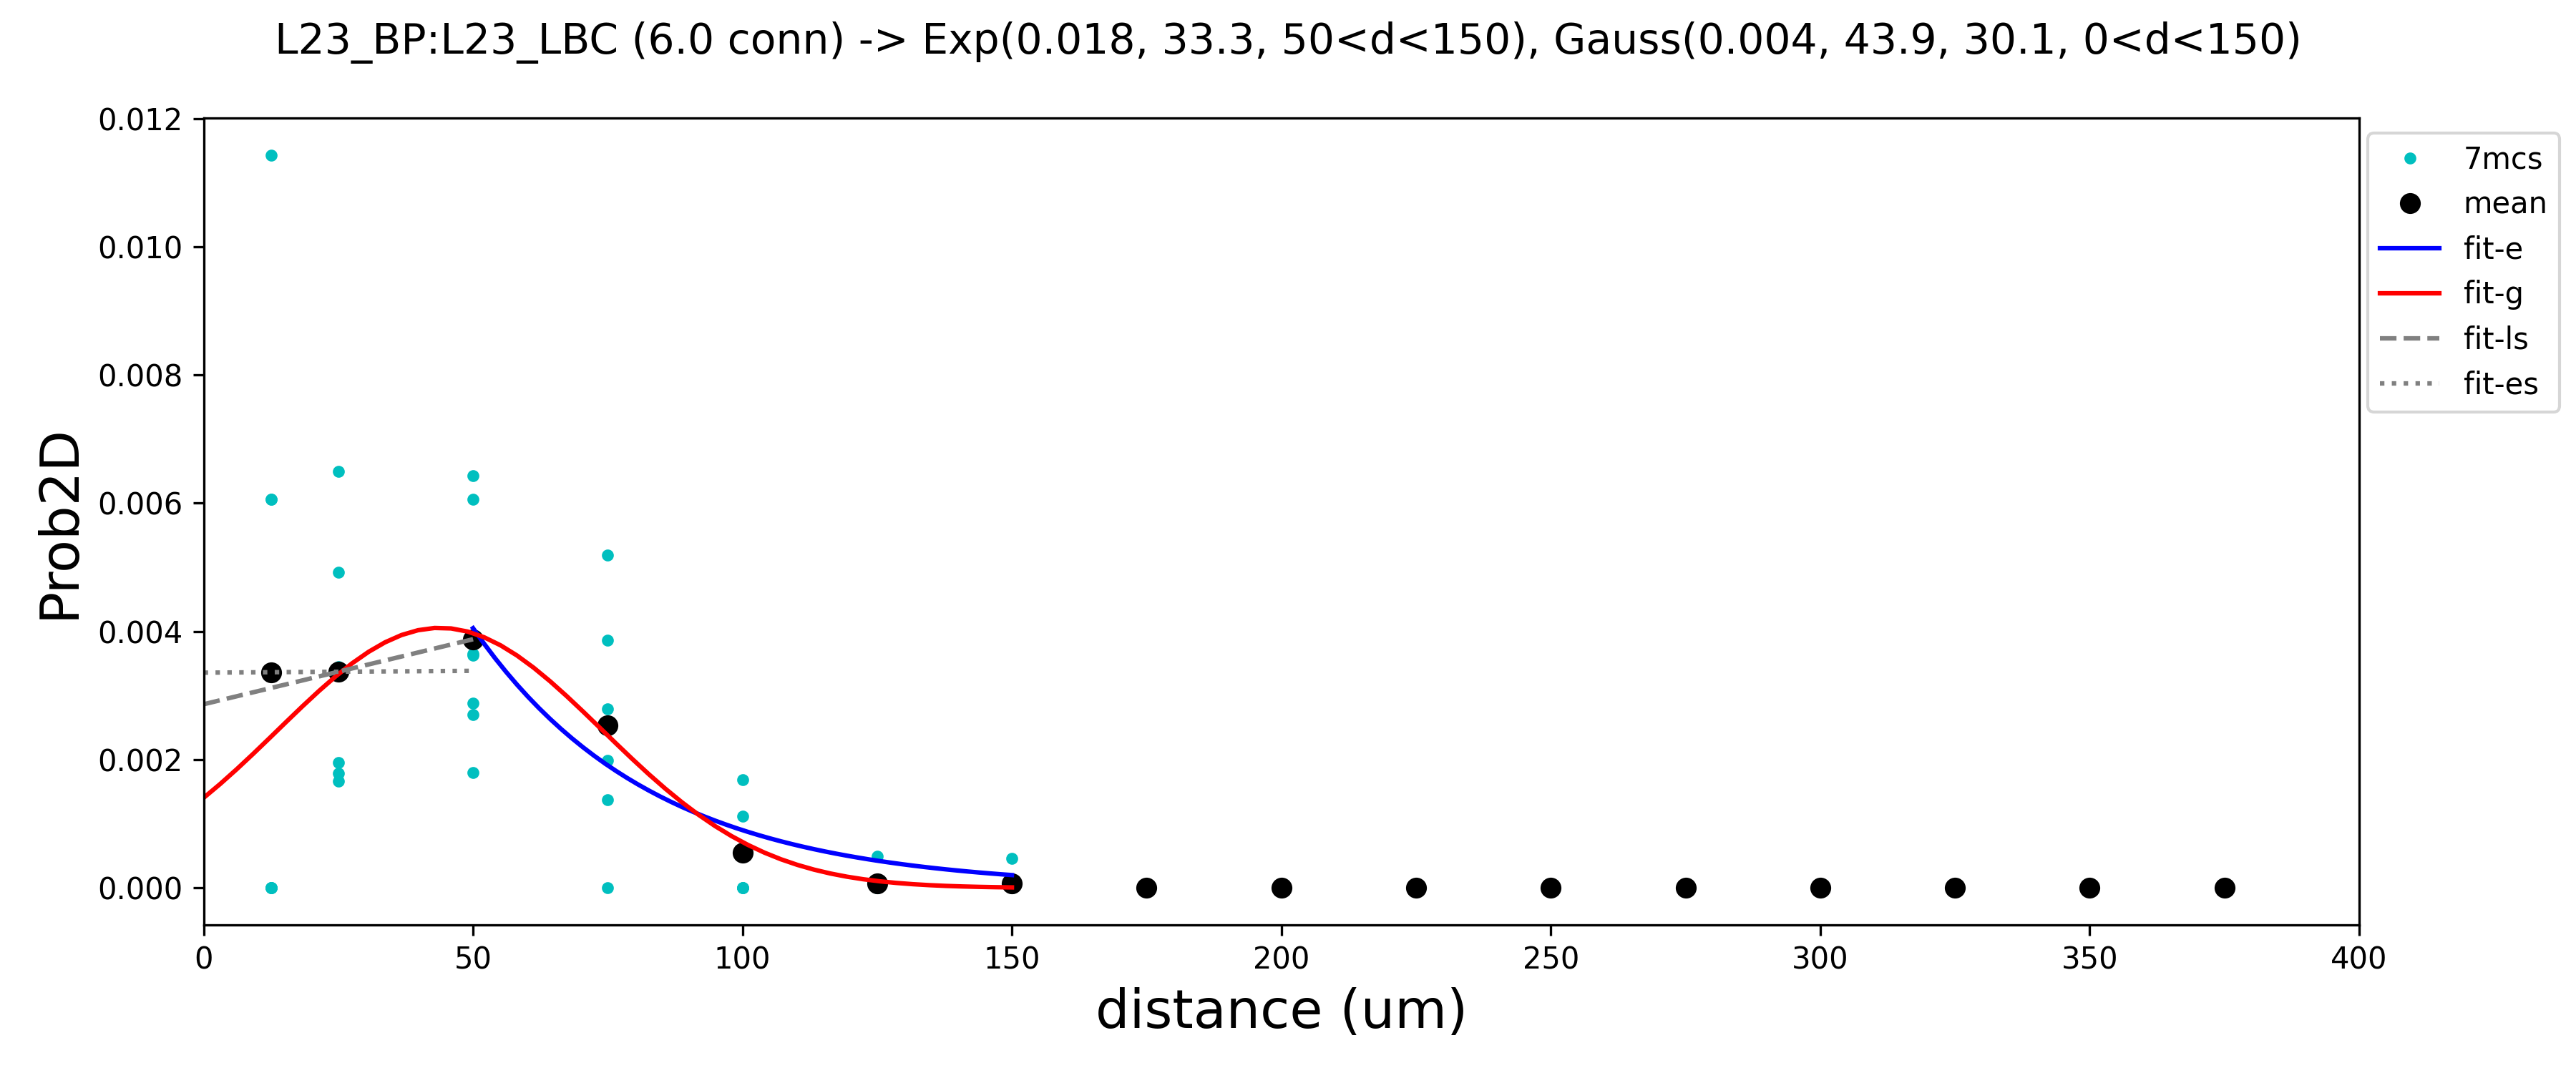 L23_BP:L23_LBC (6.0 conn) -> Exp(0.018, 33.3, 50<d<150), Gauss(0.004, 43.9, 30.1, 0<d<150)
0.012
0.010
0.008
0.006
0.004
0.002
0.000
Prob2D
0 50 100 150 200 250 300 350 400
distance (um)
7mcs
mean
fit-e
fit-g
fit-ls
fit-es